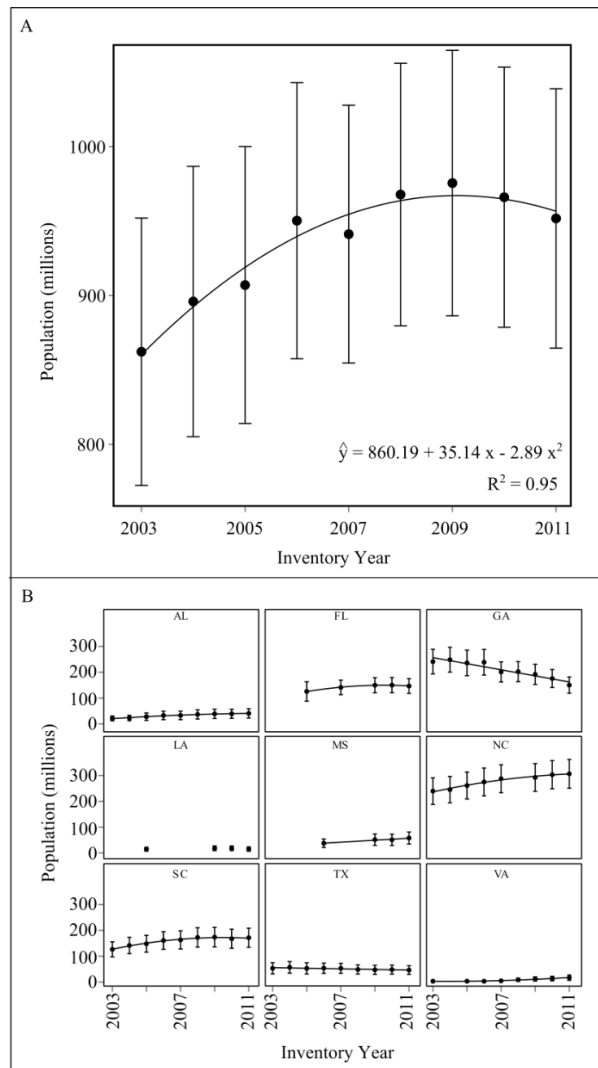 A
1000
900
800
Population (millions)
ŷ = 860.19 + 35.14 x - 2.89 x²
R² = 0.95
2003 2005 2007 2009 2011
Inventory Year
B
AL FL GA
300
200
100
0
LA MS NC
300
200
100
0
Population (millions)
SC TX VA
300
200
100
0
2003 2007 2011 2003 2007 2011 2003 2007 2011
Inventory Year